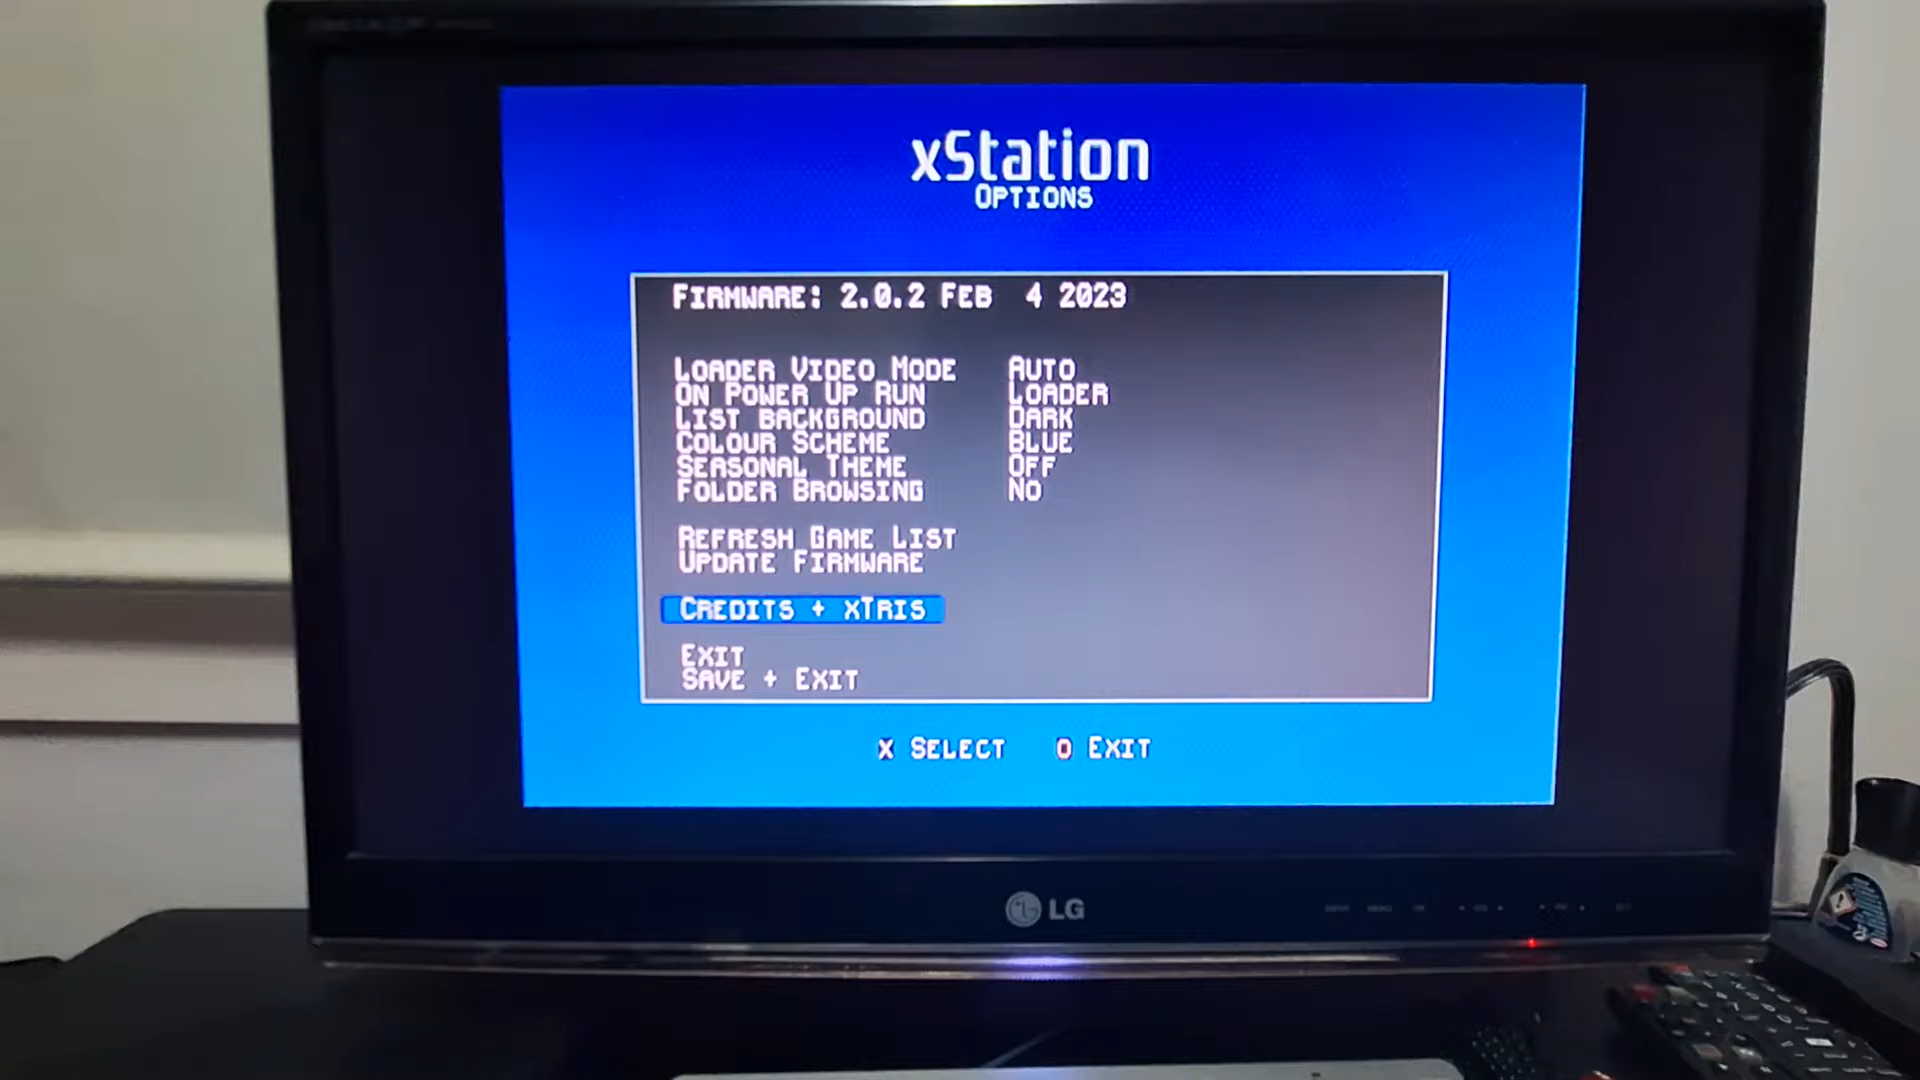 xStation
OPTIONS
FIRMWARE: 2.0.2 FEB 4 2023
LOADER VIDEO MODE AUTO
ON POWER UP RUN LOADER
LIST BACKGROUND DARK
COLOUR SCHEME BLUE
SEASONAL THEME OFF
FOLDER BROWSING NO
REFRESH GAME LIST
UPDATE FIRMWARE
CREDITS + XTRIS
EXIT
SAVE + EXIT
X SELECT O EXIT
LG